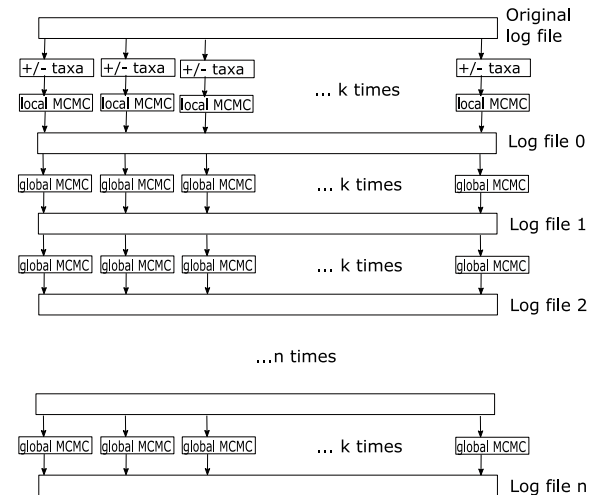 Original
log file
+/- taxa +/- taxa +/- taxa +/- taxa
... k times
local MCMC local MCMC local MCMC local MCMC
Log file 0
global MCMC global MCMC global MCMC ... k times global MCMC
Log file 1
global MCMC global MCMC global MCMC ... k times global MCMC
Log file 2
...n times
global MCMC global MCMC global MCMC ... k times global MCMC
Log file n